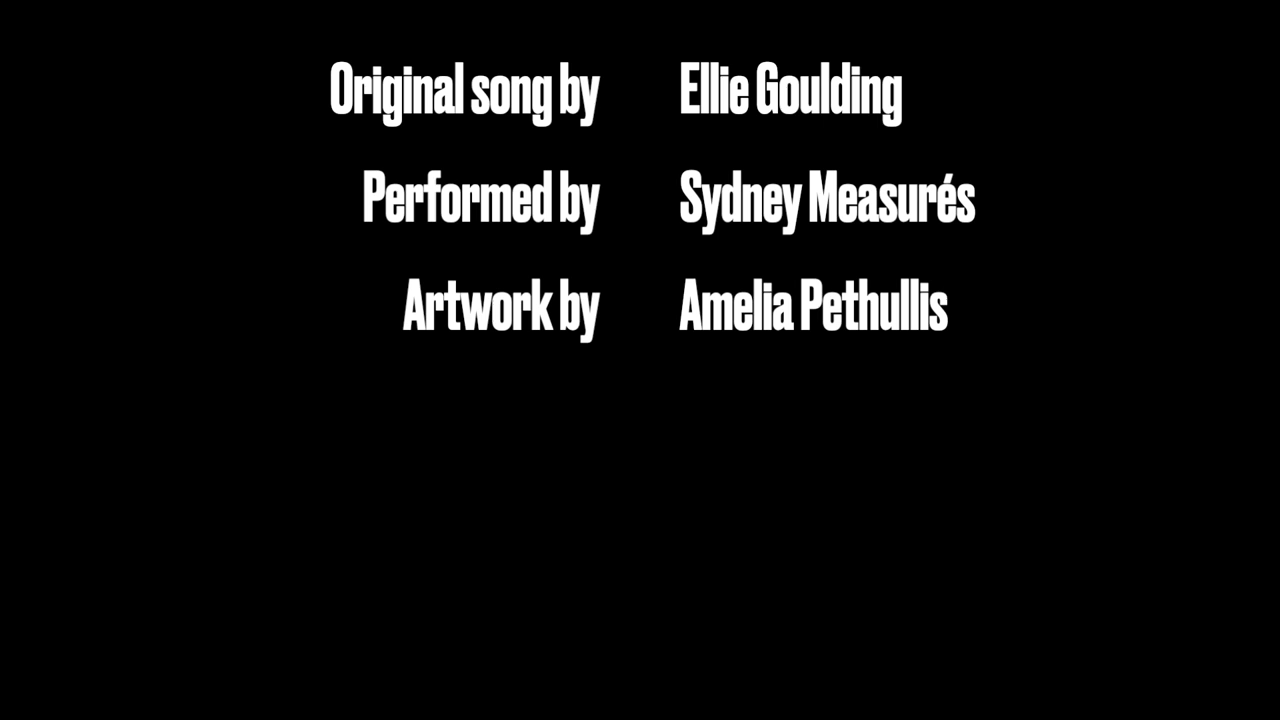 Original song by Ellie Goulding
Performed by Sydney Measurés
Artwork by Amelia Pethullis